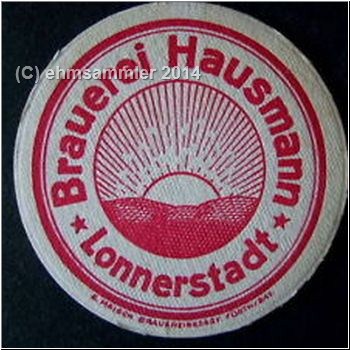 (C) ehmsammler 2014
Brauerei Hausmann
★ Lonnerstadt ★